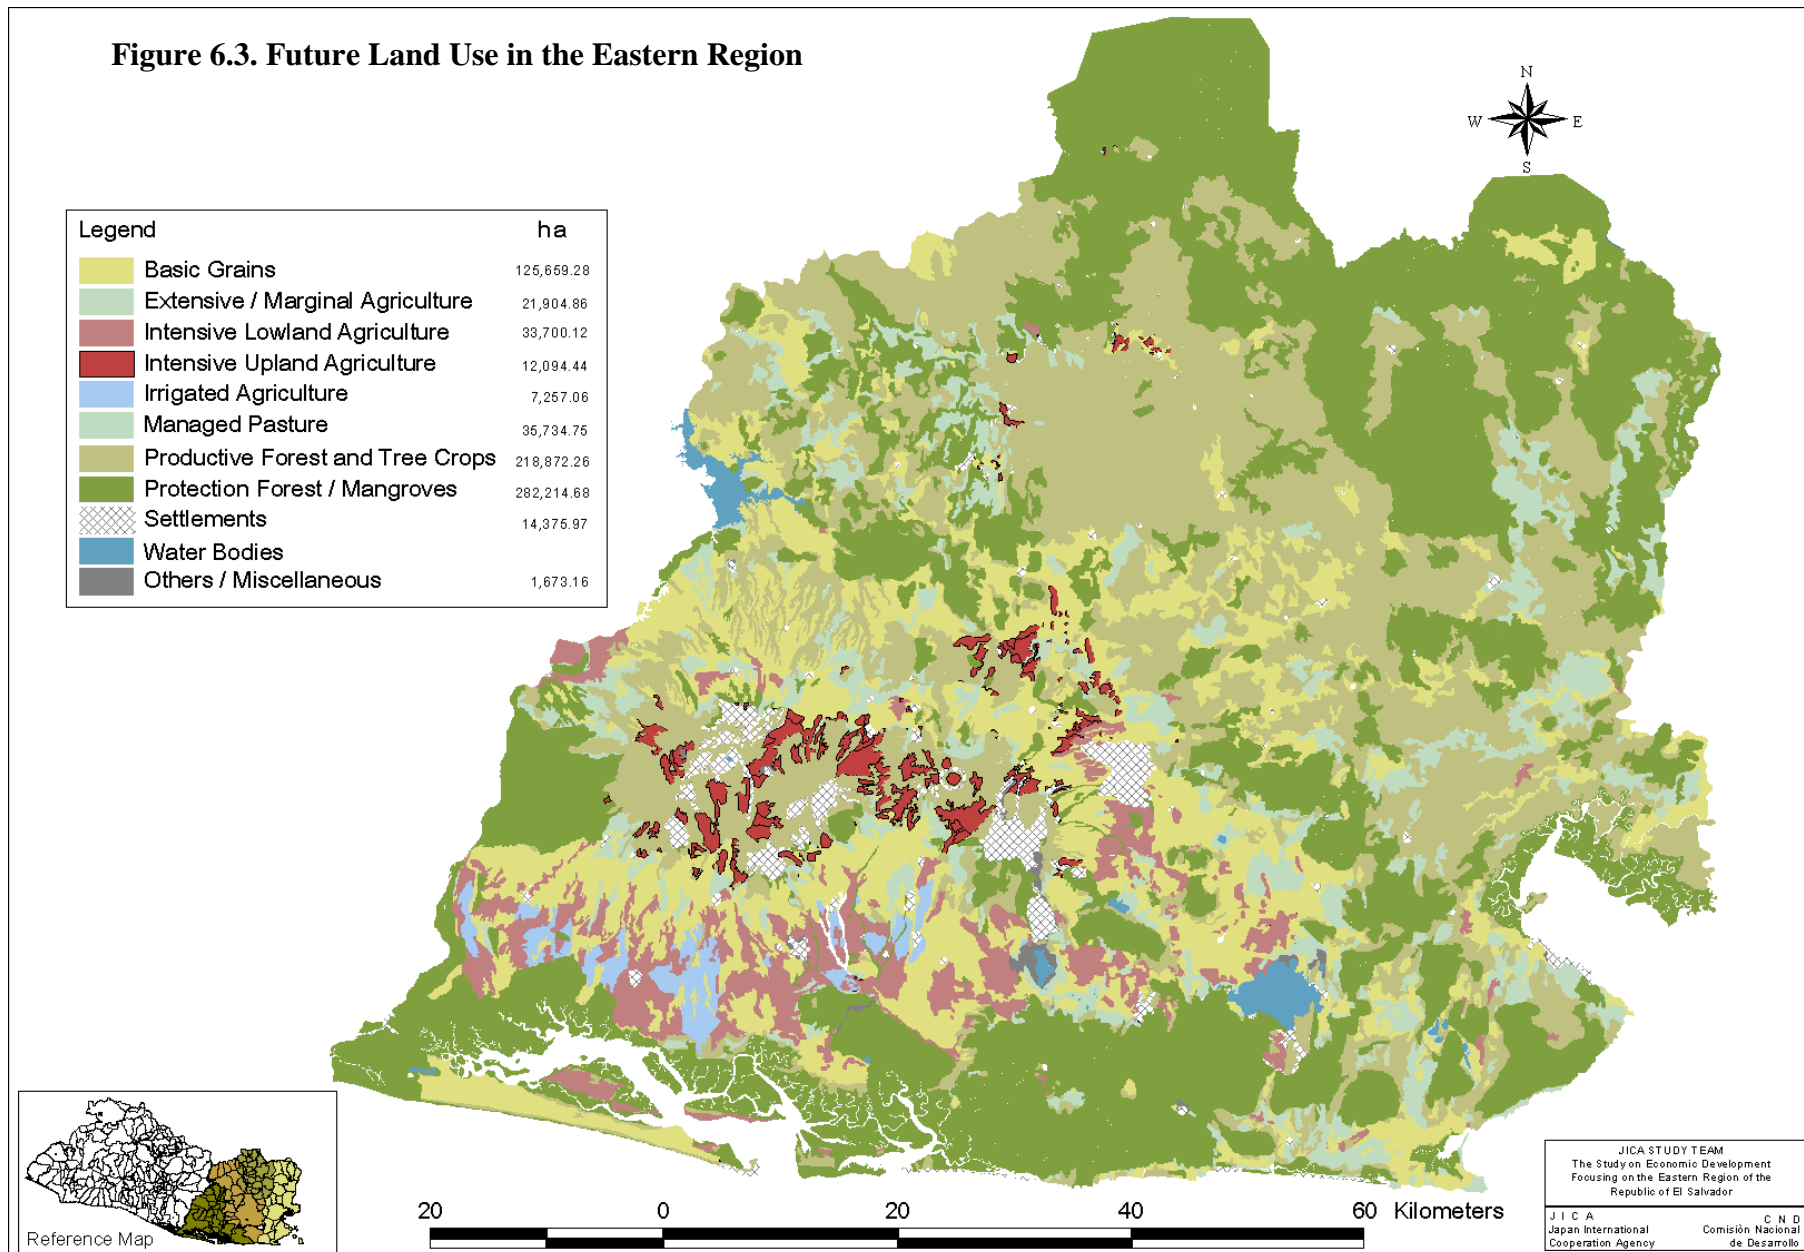 Figure 6.3. Future Land Use in the Eastern Region
N
W E
S
Legend ha
Basic Grains 125,659.28
Extensive / Marginal Agriculture 21,904.86
Intensive Lowland Agriculture 33,700.12
Intensive Upland Agriculture 12,094.44
Irrigated Agriculture 7,257.06
Managed Pasture 35,734.75
Productive Forest and Tree Crops 218,872.26
Protection Forest / Mangroves 282,214.68
Settlements 14,375.97
Water Bodies
Others / Miscellaneous 1,673.16
Reference Map
20 0 20 40 60 Kilometers
JICA STUDY TEAM
The Study on Economic Development
Focusing on the Eastern Region of the
Republic of El Salvador
J I C A
Japan International
Cooperation Agency
C N D
Comisiòn Nacional
de Desarrollo